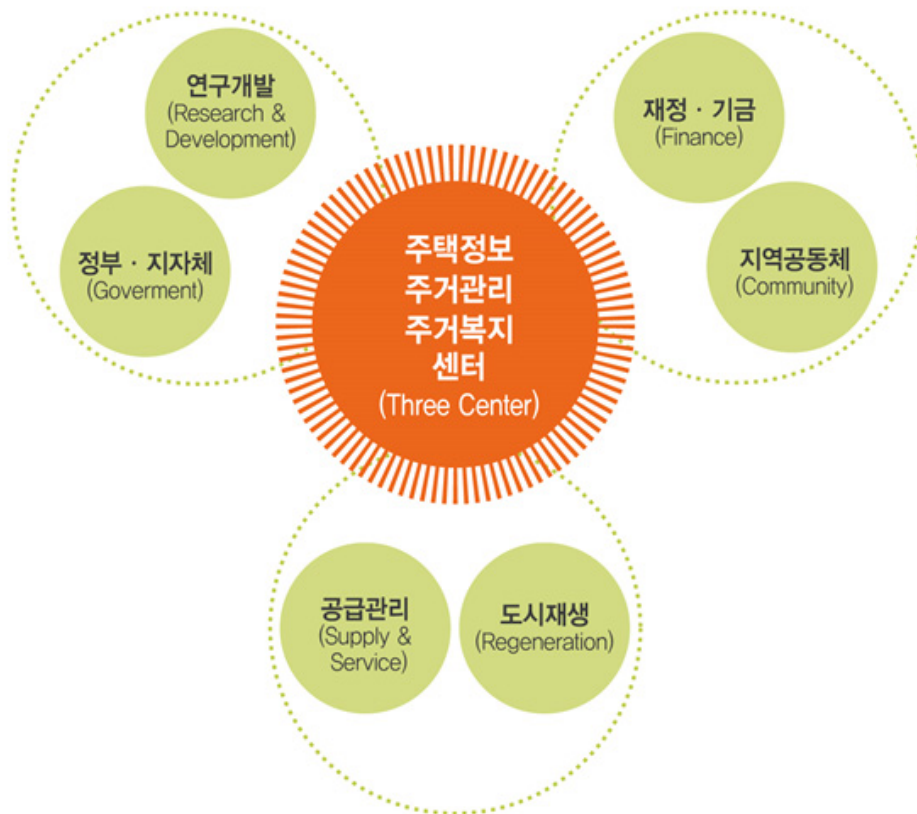 연구개발
(Research &
Development)
정부 · 지자체
(Goverment)
재정 · 기금
(Finance)
지역공동체
(Community)
주택정보
주거관리
주거복지
센터
(Three Center)
공급관리
(Supply &
Service)
도시재생
(Regeneration)